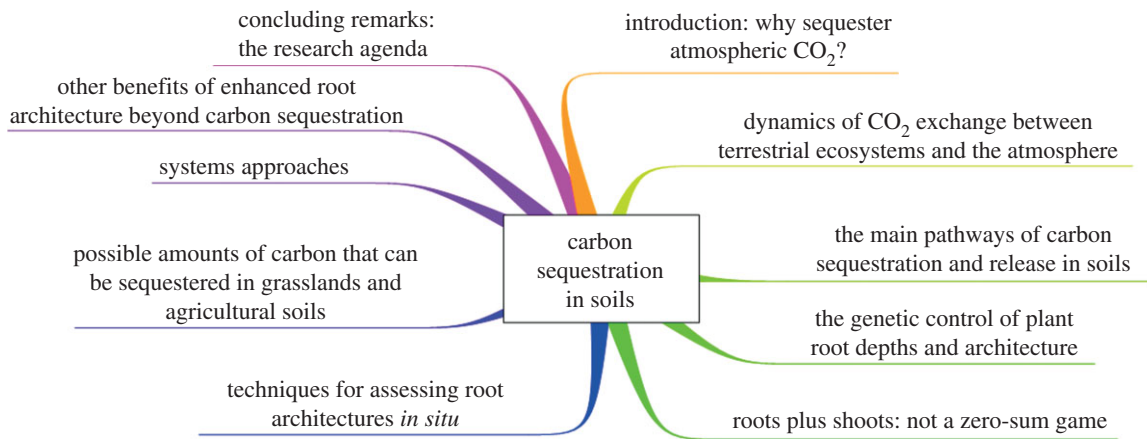 introduction: why sequester
atmospheric CO₂?
dynamics of CO₂ exchange between
terrestrial ecosystems and the atmosphere
the main pathways of carbon
sequestration and release in soils
the genetic control of plant
root depths and architecture
roots plus shoots: not a zero-sum game
techniques for assessing root
architectures in situ
possible amounts of carbon that can
be sequestered in grasslands and
agricultural soils
systems approaches
other benefits of enhanced root
architecture beyond carbon sequestration
concluding remarks:
the research agenda
carbon
sequestration
in soils